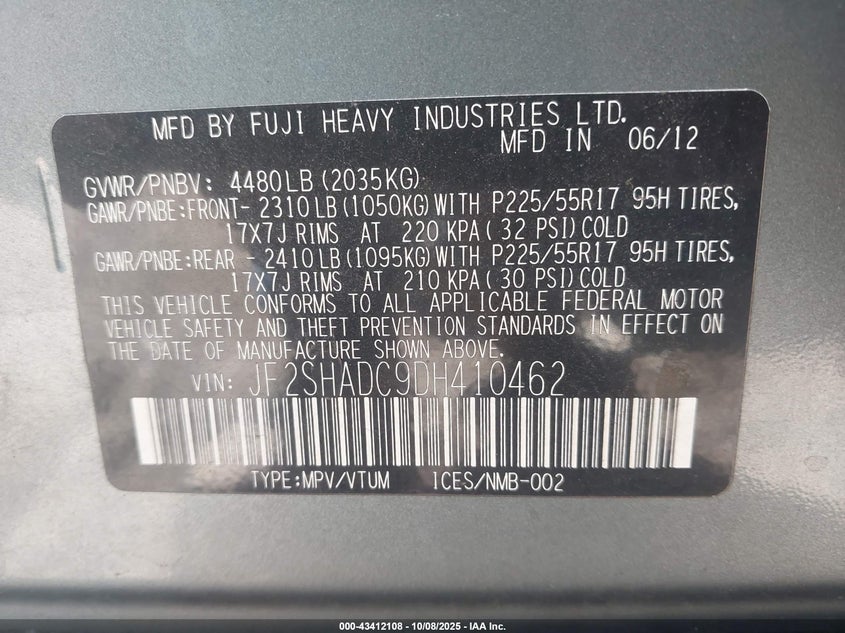 MFD BY FUJI HEAVY INDUSTRIES LTD.
MFD IN 06/12
GVWR/PNBV: 4480LB(2035KG)
GAWR/PNBE:FRONT- 2310LB(1050KG)WITH P225/55R17 95H TIRES,
17X7J RIMS AT 220 KPA( 32 PSI)COLD
GAWR/PNBE:REAR - 2410LB(1095KG)WITH P225/55R17 95H TIRES,
17X7J RIMS AT 210 KPA( 30 PSI)COLD
THIS VEHICLE CONFORMS TO ALL APPLICABLE FEDERAL MOTOR
VEHICLE SAFETY AND THEFT PREVENTION STANDARDS IN EFFECT ON
THE DATE OF MANUFACTURE SHOWN ABOVE.
VIN: JF2SHADC9DH410462
TYPE:MPV/VTUM ICES/NMB-002
000-43412108 - 10/08/2025 - IAA Inc.